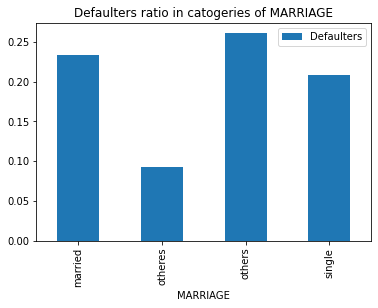 Defaulters ratio in catogeries of MARRIAGE
Defaulters
0.25
0.20
0.15
0.10
0.05
0.00
married
otheres
others
single
MARRIAGE